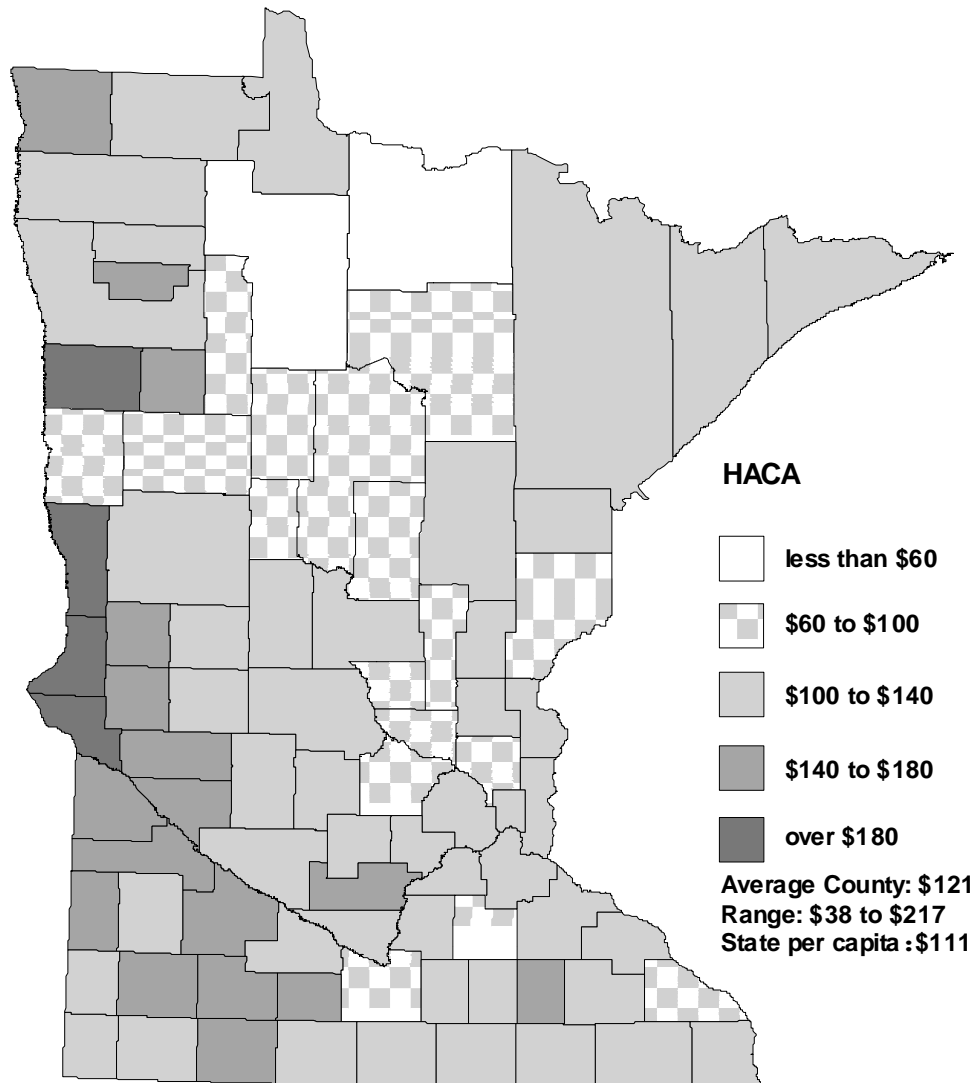 HACA
less than $60
$60 to $100
$100 to $140
$140 to $180
over $180
Average County: $121
Range: $38 to $217
State per capita : $111